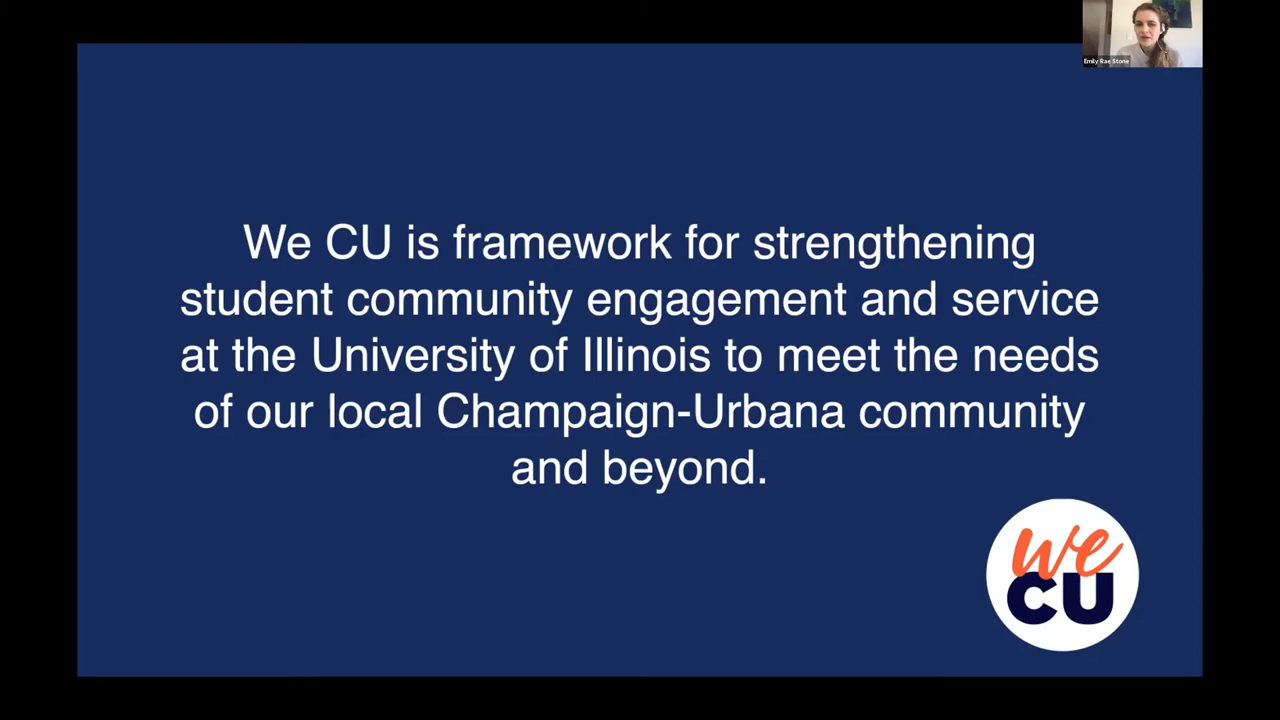 Emily Rae Stone
We CU is framework for strengthening
student community engagement and service
at the University of Illinois to meet the needs
of our local Champaign-Urbana community
and beyond.
we
CU